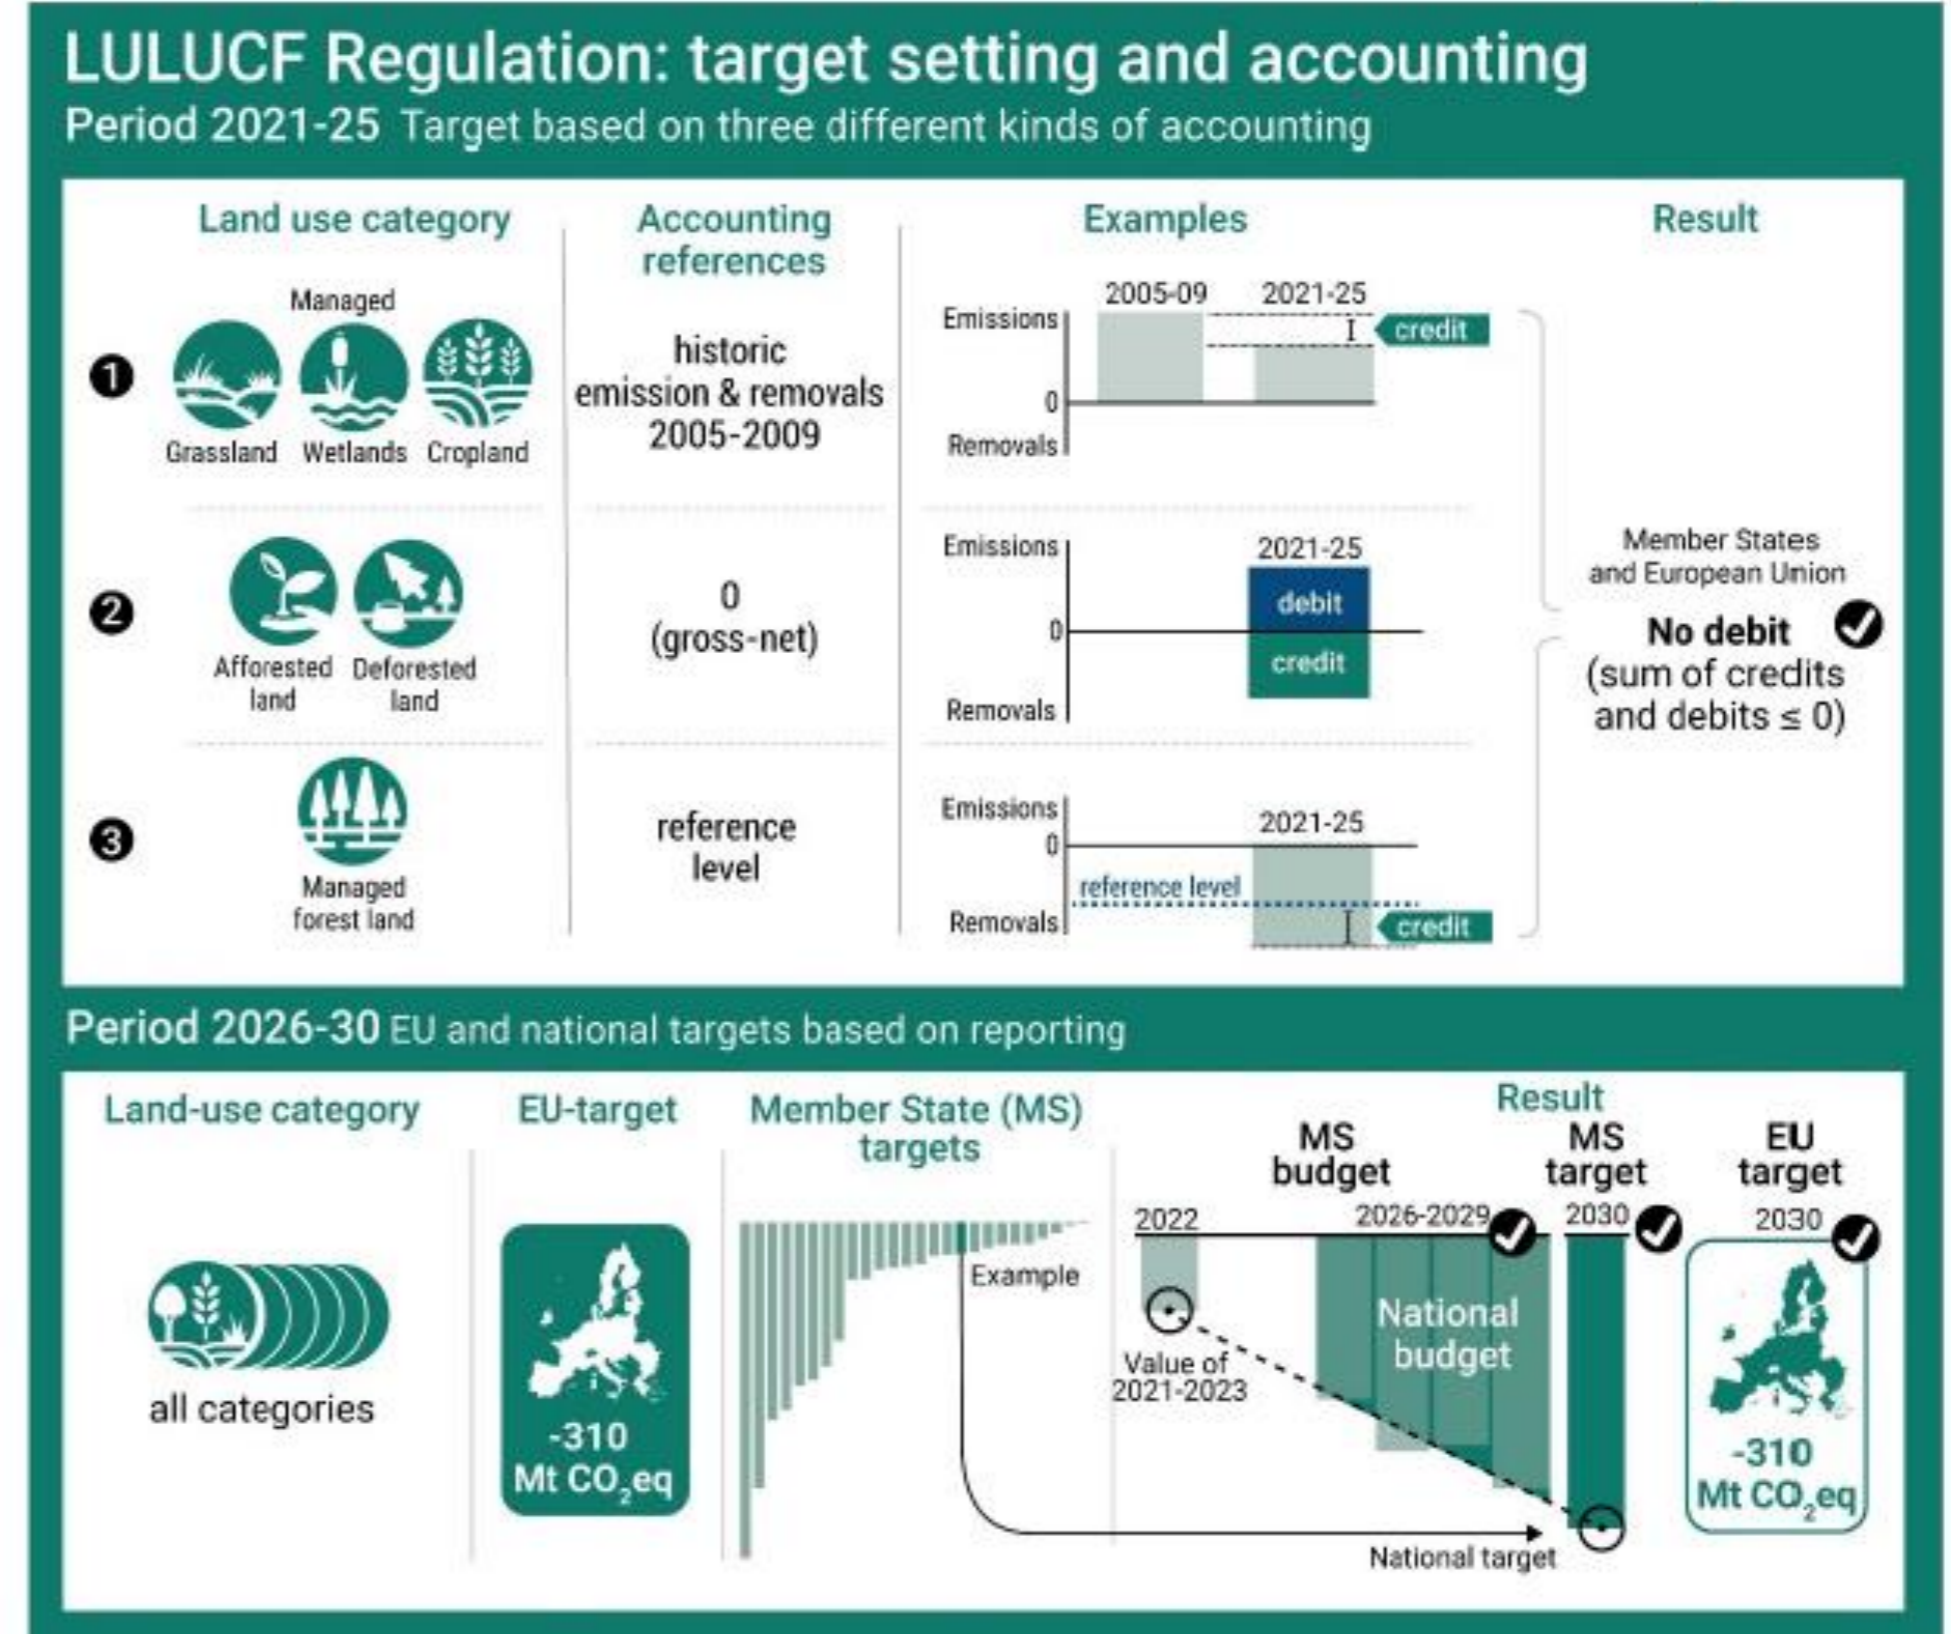 LULUCF Regulation: target setting and accounting
Period 2021-25 Target based on three different kinds of accounting
Land use category
Accounting
references
Examples
Result
1
Managed
Grassland Wetlands Cropland
historic
emission & removals
2005-2009
2005-09 2021-25
Emissions
credit
0
Removals
2
Afforested
land
Deforested
land
0
(gross-net)
Emissions
2021-25
debit
0
credit
Removals
Member States
and European Union
No debit
(sum of credits
and debits ≤ 0)
3
Managed
forest land
reference
level
Emissions
2021-25
0
reference level
Removals
credit
Period 2026-30 EU and national targets based on reporting
Land-use category
EU-target
Member State (MS)
targets
Result
MS
budget
MS
target
EU
target
all categories
-310
Mt CO₂eq
Example
2022
2026-2029
2030
2030
National
budget
Value of
2021-2023
National target
-310
Mt CO₂eq